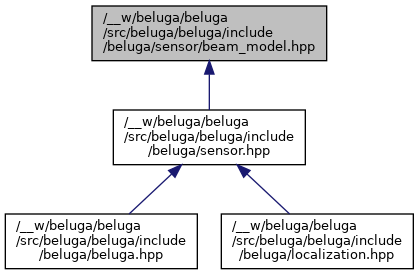 /__w/beluga/beluga
/src/beluga/beluga/include
/beluga/sensor/beam_model.hpp
/__w/beluga/beluga
/src/beluga/beluga/include
/beluga/sensor.hpp
/__w/beluga/beluga
/src/beluga/beluga/include
/beluga/beluga.hpp
/__w/beluga/beluga
/src/beluga/beluga/include
/beluga/localization.hpp